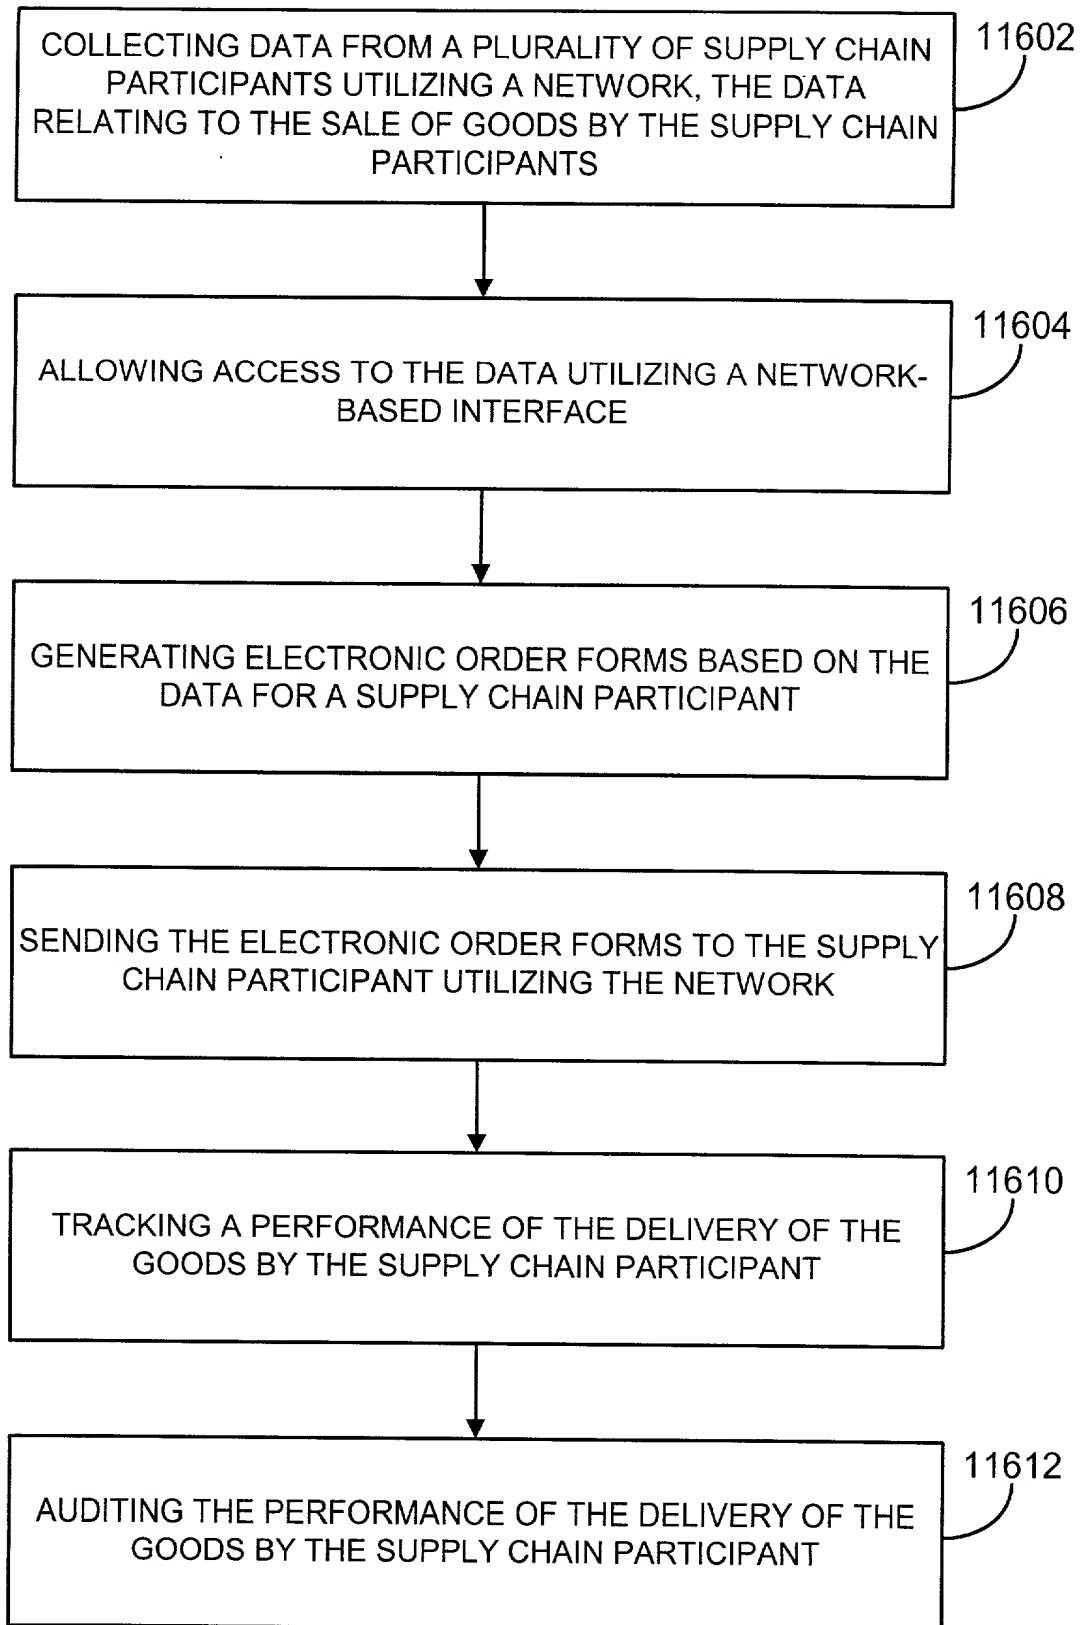 COLLECTING DATA FROM A PLURALITY OF SUPPLY CHAIN
PARTICIPANTS UTILIZING A NETWORK, THE DATA
RELATING TO THE SALE OF GOODS BY THE SUPPLY CHAIN
PARTICIPANTS
11602
ALLOWING ACCESS TO THE DATA UTILIZING A NETWORK-
BASED INTERFACE
11604
GENERATING ELECTRONIC ORDER FORMS BASED ON THE
DATA FOR A SUPPLY CHAIN PARTICIPANT
11606
SENDING THE ELECTRONIC ORDER FORMS TO THE SUPPLY
CHAIN PARTICIPANT UTILIZING THE NETWORK
11608
TRACKING A PERFORMANCE OF THE DELIVERY OF THE
GOODS BY THE SUPPLY CHAIN PARTICIPANT
11610
AUDITING THE PERFORMANCE OF THE DELIVERY OF THE
GOODS BY THE SUPPLY CHAIN PARTICIPANT
11612